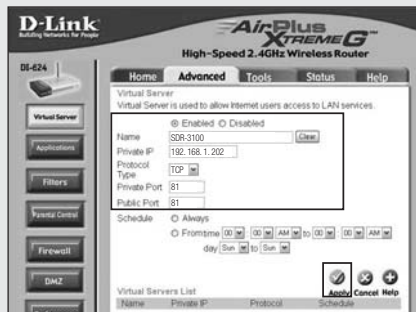 D-Link
Building Networks for People
AirPlus
XTREME G
High-Speed 2.4GHz Wireless Router
DI-624
Home Advanced Tools Status Help
Virtual Server
Virtual Server is used to allow Internet users access to LAN services.
Virtual Server
Enabled Disabled
Name SDR-3100 Clear
Applications
Private IP 192. 168. 1. 202
Protocol Type TCP
Filters
Private Port 81
Public Port 81
Parental Control
Schedule Always
From time 00 : 00 AM to 00 : 00 AM
day Sun to Sun
Firewall
DMZ
Apply Cancel Help
Virtual Servers List
Name Private IP Protocol Schedule